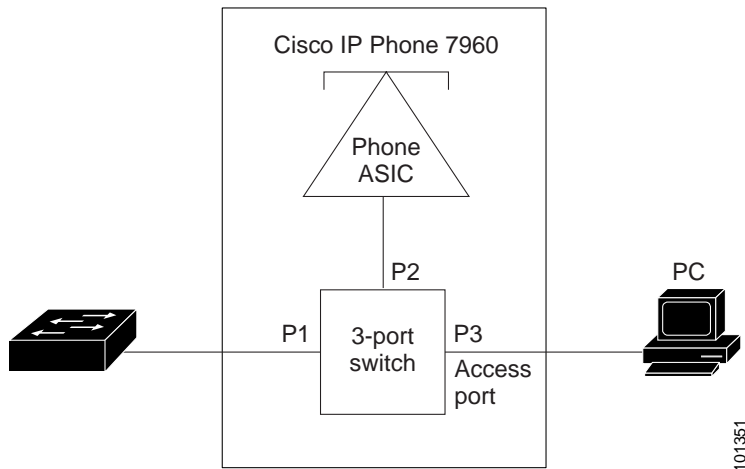 Cisco IP Phone 7960
Phone
ASIC
P2
PC
P1
3-port
switch
P3
Access
port
101351